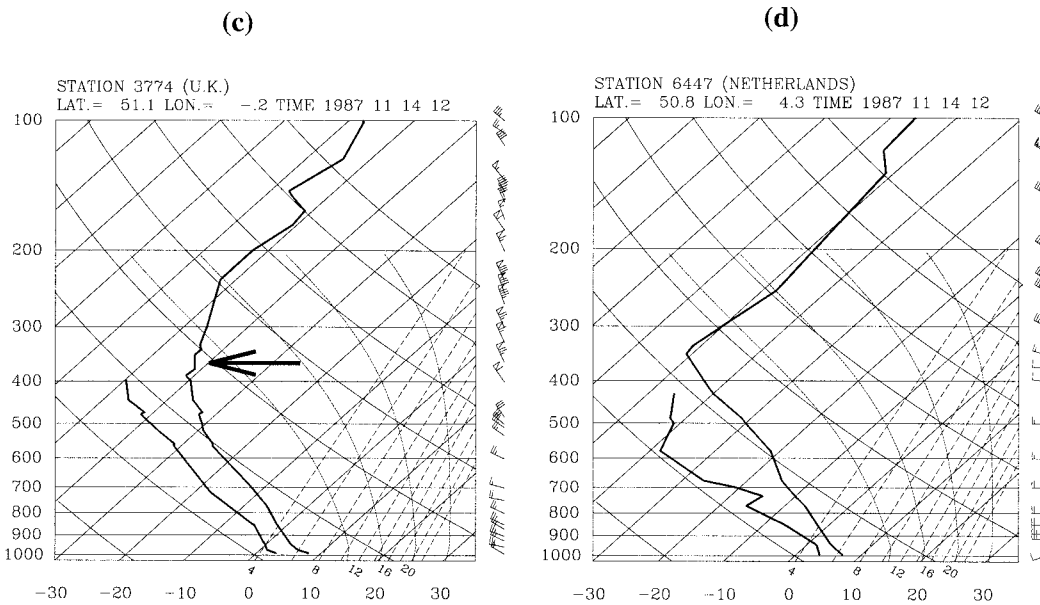 (c)
(d)
STATION 3774 (U.K.)
LAT.= 51.1 LON.= -.2 TIME 1987 11 14 12
100
200
300
400
500
600
700
800
900
1000
4 8 12 16 20
-30 -20 -10 0 10 20 30
STATION 6447 (NETHERLANDS)
LAT.= 50.8 LON.= 4.3 TIME 1987 11 14 12
100
200
300
400
500
600
700
800
900
1000
4 8 12 16 20
-30 -20 -10 0 10 20 30